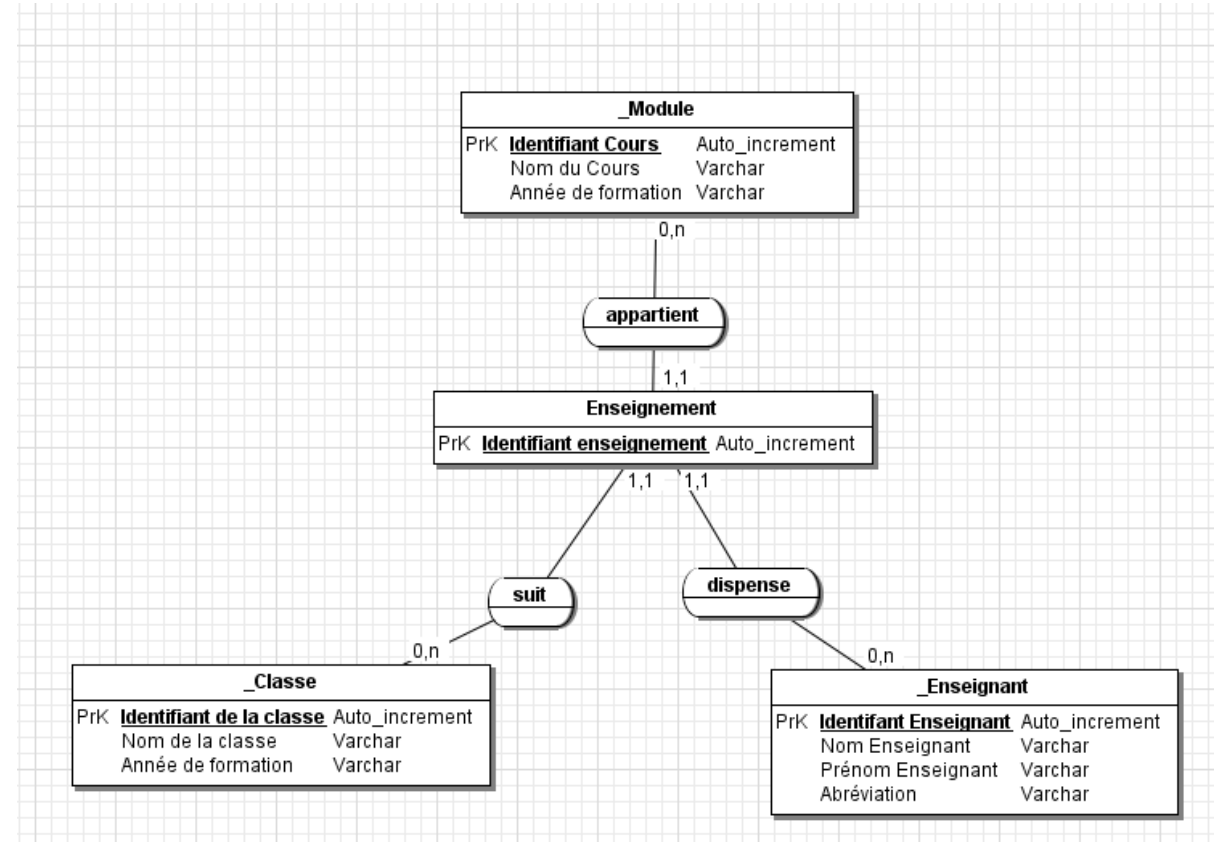 _Module
PrK Identifiant Cours Auto_increment
Nom du Cours Varchar
Année de formation Varchar
0,n
appartient
1,1
Enseignement
PrK Identifiant enseignement Auto_increment
1,1 1,1
suit
dispense
0,n
_Classe
PrK Identifiant de la classe Auto_increment
Nom de la classe Varchar
Année de formation Varchar
0,n
_Enseignant
PrK Identifant Enseignant Auto_increment
Nom Enseignant Varchar
Prénom Enseignant Varchar
Abréviation Varchar